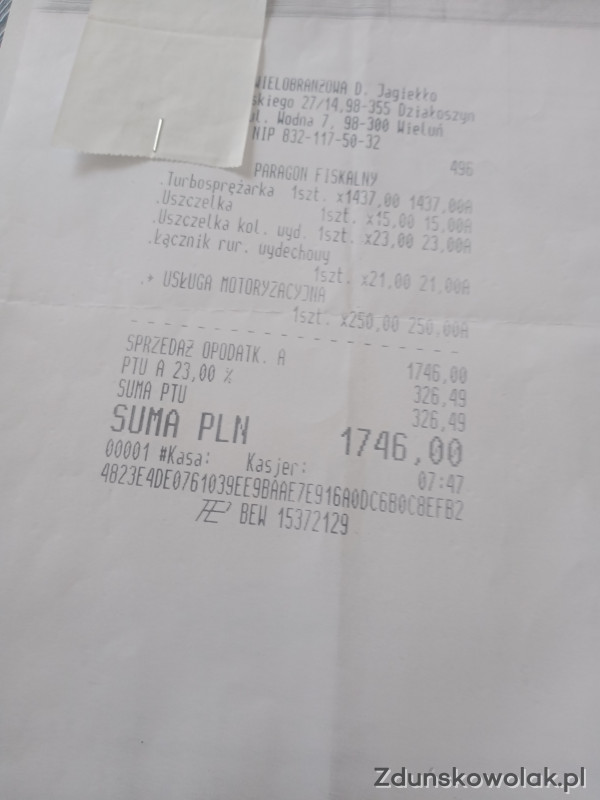 WIELOBRANŻOWA D. Jagiełło
skiego 27/14,98-355 Działoszyn
ul. Wodna 7, 98-300 Wieluń
NIP 832-117-50-32
496
PARAGON FISKALNY
.Turbosprężarka 1szt. x1437,00 1437,00A
.Uszczelka 1szt. x15,00 15,00A
.Uszczelka kol. wyd. 1szt. x23,00 23,00A
.Łącznik rur. wydechowy
1szt. x21,00 21,00A
.+ USŁUGA MOTORYZACYJNA
1szt. x250,00 250,00A
SPRZEDAŻ OPODATK. A 1746,00
PTU A 23,00 % 326,49
SUMA PTU 326,49
SUMA PLN 1746,00
00001 #Kasa: Kasjer: 07:47
4823E4DE0761039EE9BAAE7E916A0DC6B0C8EFB2
BEW 15372129
Zdunskowolak.pl